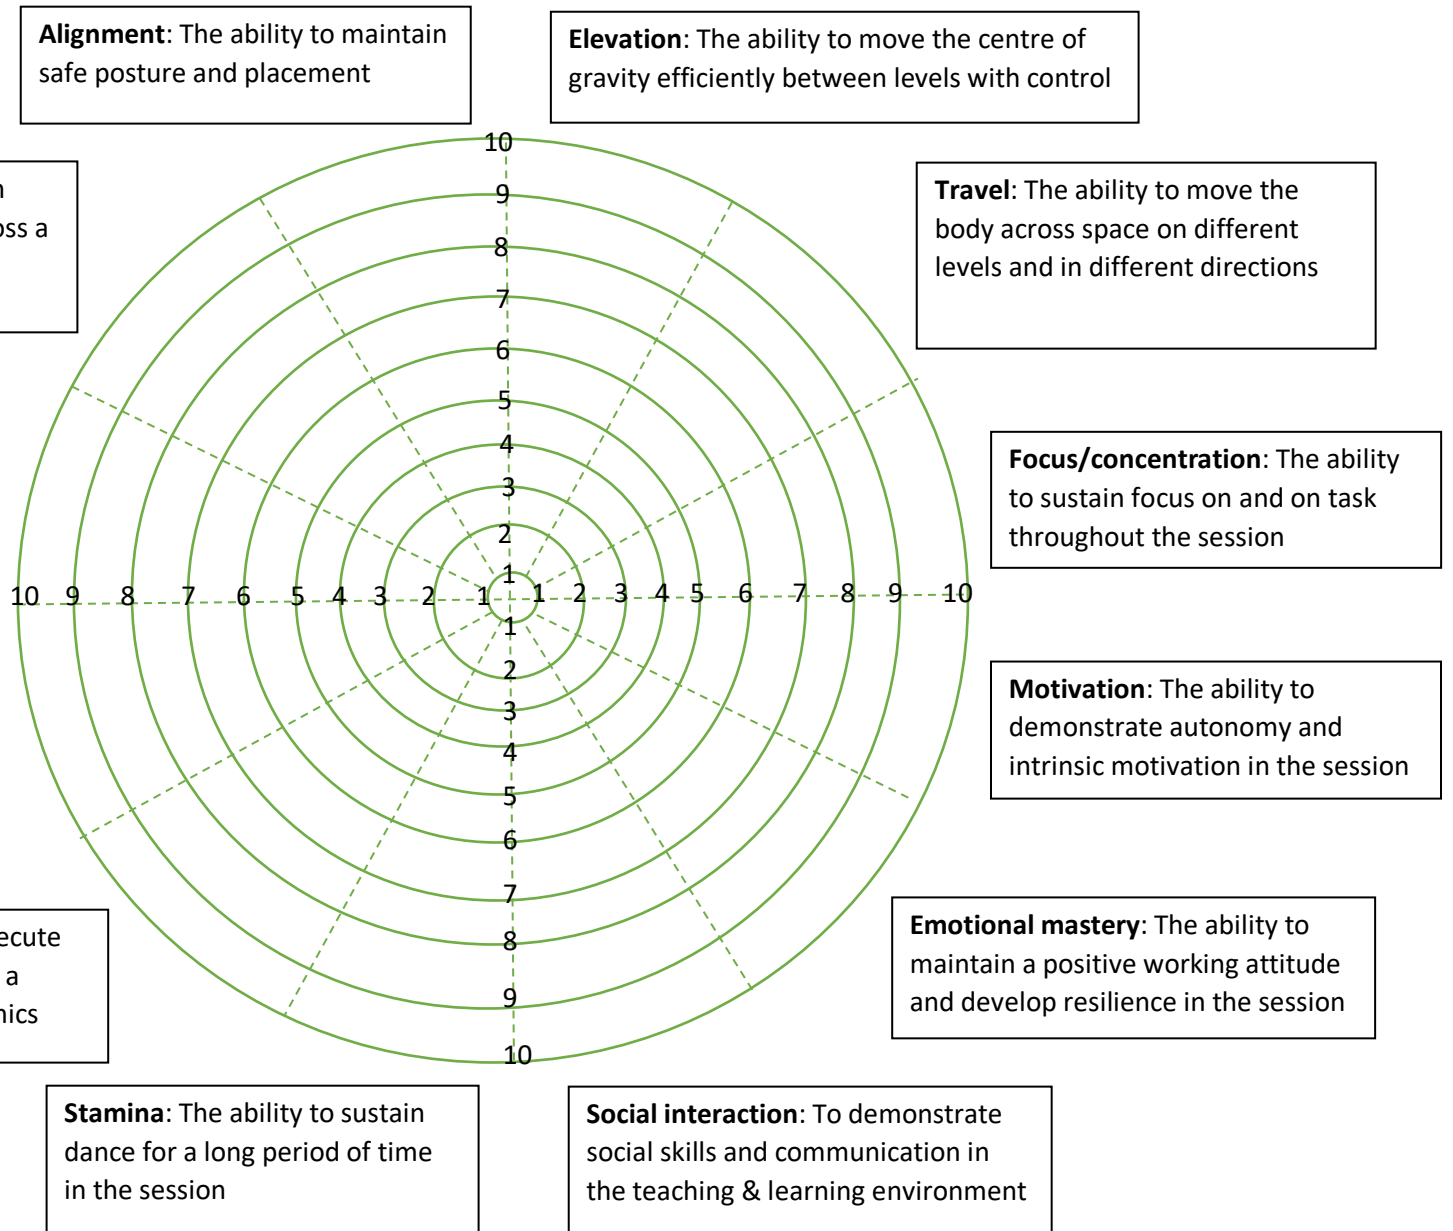 Alignment: The ability to maintain
safe posture and placement
Elevation: The ability to move the centre of
gravity efficiently between levels with control
oss a
Travel: The ability to move the
body across space on different
levels and in different directions
Focus/concentration: The ability
to sustain focus on and on task
throughout the session
Motivation: The ability to
demonstrate autonomy and
intrinsic motivation in the session
Emotional mastery: The ability to
maintain a positive working attitude
and develop resilience in the session
ecute
a
nics
Stamina: The ability to sustain
dance for a long period of time
in the session
Social interaction: To demonstrate
social skills and communication in
the teaching & learning environment
10
9
8
7
6
5
4
3
2
1
10 9 8 7 6 5 4 3 2 1 1 2 3 4 5 6 7 8 9 10
1
2
3
4
5
6
7
8
9
10